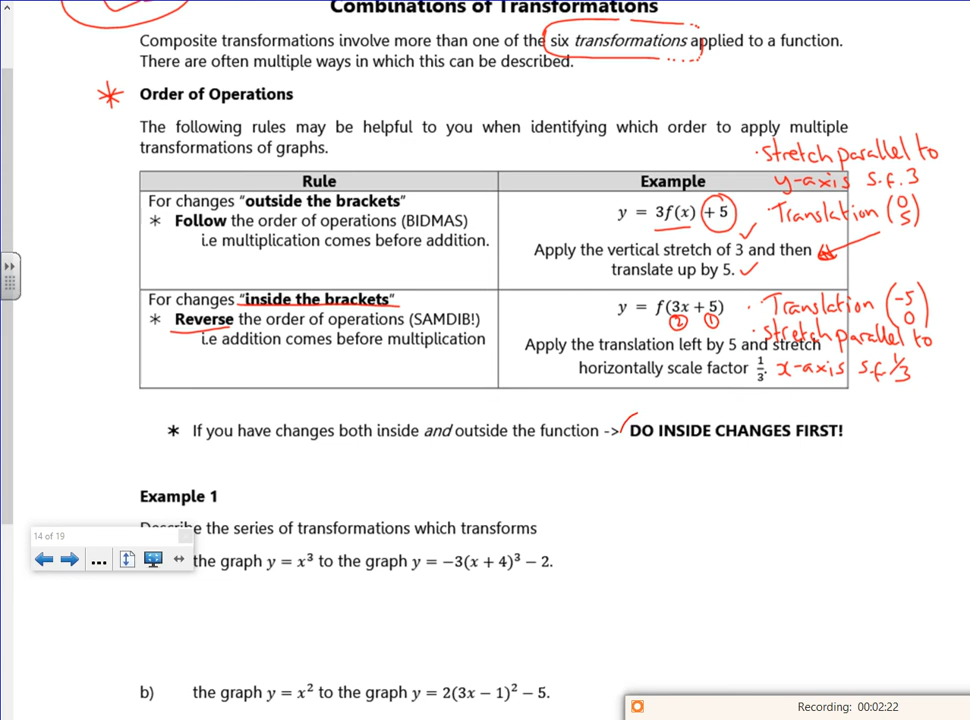 Combinations of Transformations
Composite transformations involve more than one of the six transformations applied to a function.
There are often multiple ways in which this can be described.
* Order of Operations
The following rules may be helpful to you when identifying which order to apply multiple
transformations of graphs.
· stretch parallel to
y-axis s.f. 3
Rule Example
For changes "outside the brackets"
* Follow the order of operations (BIDMAS)
i.e multiplication comes before addition.
y = 3f(x) + 5
· Translation (0 5)
Apply the vertical stretch of 3 and then
translate up by 5.
For changes "inside the brackets"
* Reverse the order of operations (SAMDIB!)
i.e addition comes before multiplication
y = f(3x + 5)
② ①
· Translation (-5 0)
· stretch parallel to
x-axis s.f. 1/3
Apply the translation left by 5 and stretch
horizontally scale factor 1/3.
* If you have changes both inside and outside the function -> DO INSIDE CHANGES FIRST!
Example 1
Describe the series of transformations which transforms
the graph y = x³ to the graph y = −3(x + 4)³ − 2.
14 of 19
b) the graph y = x² to the graph y = 2(3x − 1)² − 5.
Recording: 00:02:22